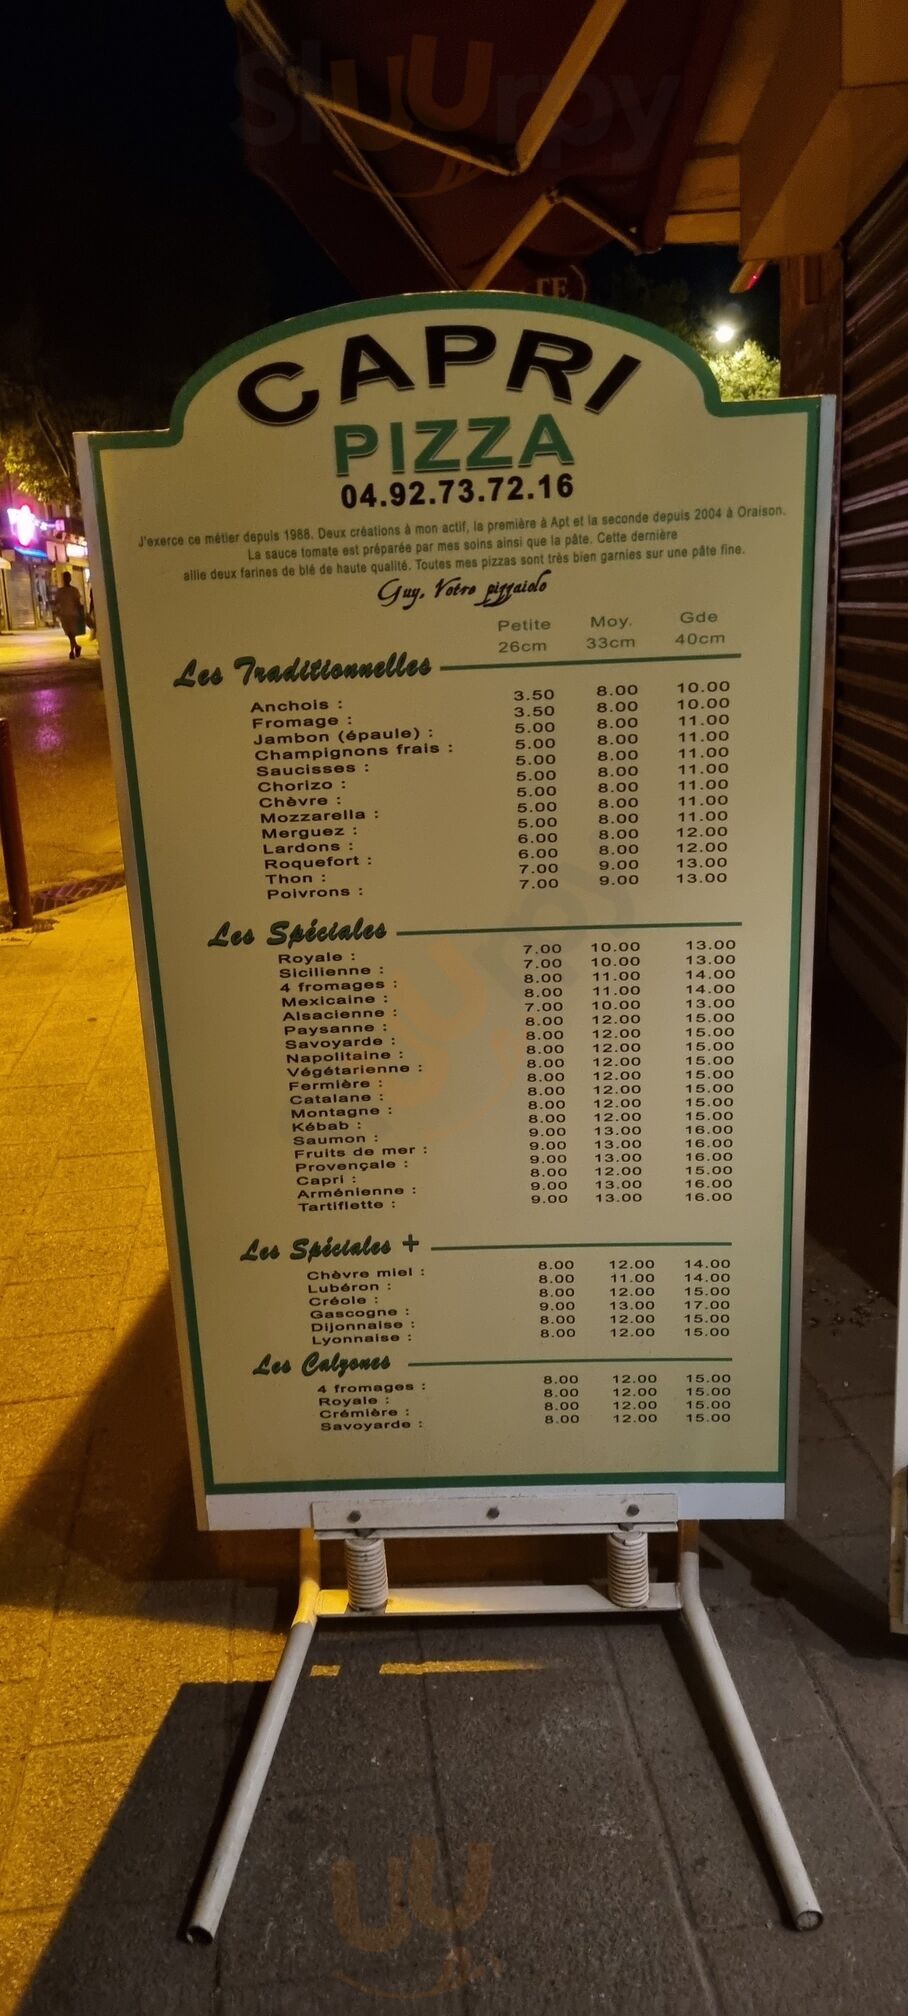 CAPRI
PIZZA
04.92.73.72.16
J'exerce ce métier depuis 1988. Deux créations à mon actif, la première à Apt et la seconde depuis 2004 à Oraison.
La sauce tomate est préparée par mes soins ainsi que la pâte. Cette dernière
allie deux farines de blé de haute qualité. Toutes mes pizzas sont très bien garnies sur une pâte fine.
Guy, Votre pizzaiolo
Petite Moy. Gde
26cm 33cm 40cm
Les Traditionnelles
Anchois : 3.50 8.00 10.00
Fromage : 3.50 8.00 10.00
Jambon (épaule) : 5.00 8.00 11.00
Champignons frais : 5.00 8.00 11.00
Saucisses : 5.00 8.00 11.00
Chorizo : 5.00 8.00 11.00
Chèvre : 5.00 8.00 11.00
Mozzarella : 5.00 8.00 11.00
Merguez : 5.00 8.00 11.00
Lardons : 6.00 8.00 12.00
Roquefort : 6.00 8.00 12.00
Thon : 7.00 9.00 13.00
Poivrons : 7.00 9.00 13.00
Les Spéciales
Royale : 7.00 10.00 13.00
Sicilienne : 7.00 10.00 13.00
4 fromages : 8.00 11.00 14.00
Mexicaine : 8.00 11.00 14.00
Alsacienne : 7.00 10.00 13.00
Paysanne : 8.00 12.00 15.00
Savoyarde : 8.00 12.00 15.00
Napolitaine : 8.00 12.00 15.00
Végétarienne : 8.00 12.00 15.00
Fermière : 8.00 12.00 15.00
Catalane : 8.00 12.00 15.00
Montagne : 8.00 12.00 15.00
Kébab : 8.00 12.00 15.00
Saumon : 9.00 13.00 16.00
Fruits de mer : 9.00 13.00 16.00
Provençale : 9.00 13.00 16.00
Capri : 8.00 12.00 15.00
Arménienne : 9.00 13.00 16.00
Tartiflette : 9.00 13.00 16.00
Les Spéciales +
Chèvre miel : 8.00 12.00 14.00
Lubéron : 8.00 11.00 14.00
Créole : 8.00 12.00 15.00
Gascogne : 9.00 13.00 17.00
Dijonnaise : 8.00 12.00 15.00
Lyonnaise : 8.00 12.00 15.00
Les Calzones
4 fromages : 8.00 12.00 15.00
Royale : 8.00 12.00 15.00
Crémière : 8.00 12.00 15.00
Savoyarde : 8.00 12.00 15.00
Sluurpy